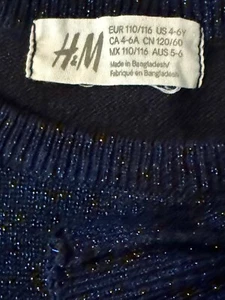 H&M
EUR 110/116 US 4-6Y
CA 4-6A CN 120/60
MX 110/116 AUS 5-6
Made in Bangladesh/
Fabriqué en Bangladesh